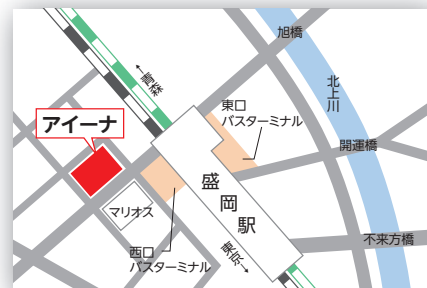 旭橋
北上川
←青森
東口
バスターミナル
アイーナ
開運橋
盛岡駅
マリオス
不来方橋
東京→
西口
バスターミナル